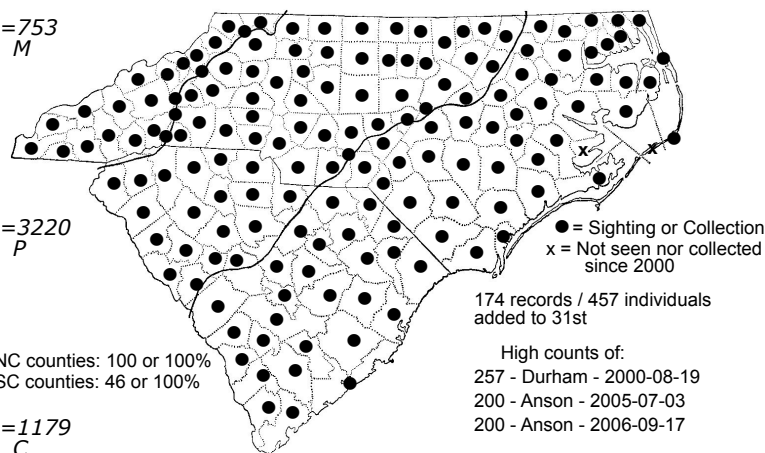 =753
M
=3220
P
● = Sighting or Collection
x = Not seen nor collected
since 2000
174 records / 457 individuals
added to 31st
NC counties: 100 or 100%
SC counties: 46 or 100%
High counts of:
257 - Durham - 2000-08-19
200 - Anson - 2005-07-03
200 - Anson - 2006-09-17
=1179
C
x
x